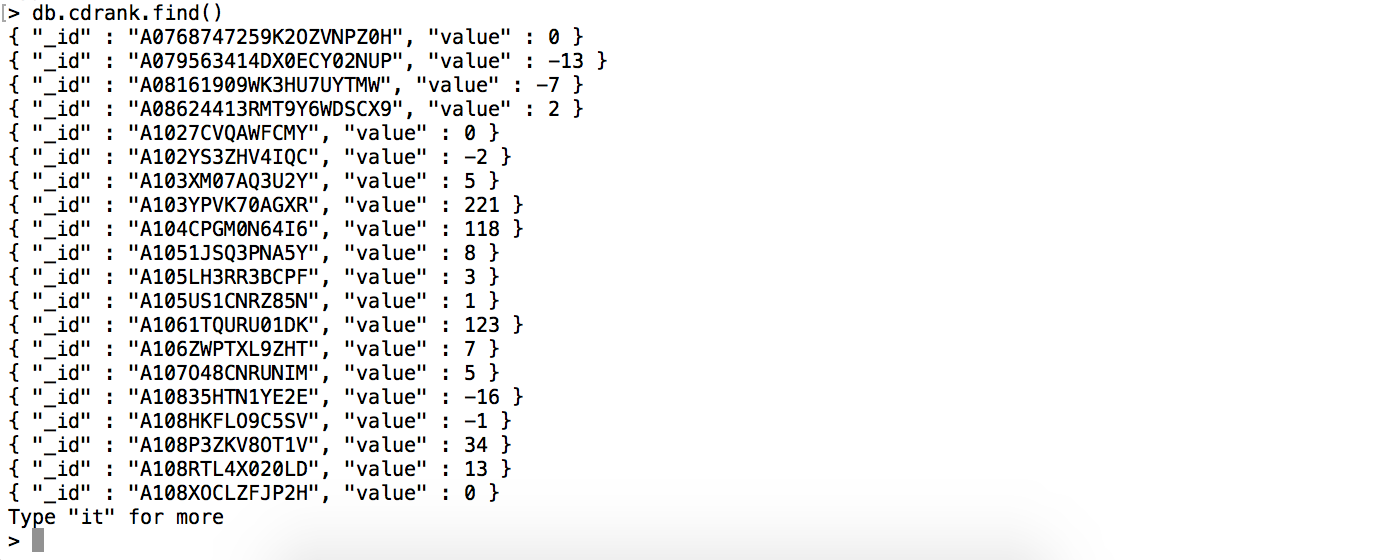 > db.cdrank.find()
{ "_id" : "A0768747259K2OZVNPZ0H", "value" : 0 }
{ "_id" : "A079563414DX0ECY02NUP", "value" : -13 }
{ "_id" : "A08161909WK3HU7UYTMW", "value" : -7 }
{ "_id" : "A08624413RMT9Y6WDSCX9", "value" : 2 }
{ "_id" : "A1027CVQAWFCMY", "value" : 0 }
{ "_id" : "A102YS3ZHV4IQC", "value" : -2 }
{ "_id" : "A103XM07AQ3U2Y", "value" : 5 }
{ "_id" : "A103YPVK70AGXR", "value" : 221 }
{ "_id" : "A104CPGM0N64I6", "value" : 118 }
{ "_id" : "A1051JSQ3PNA5Y", "value" : 8 }
{ "_id" : "A105LH3RR3BCPF", "value" : 3 }
{ "_id" : "A105US1CNRZ85N", "value" : 1 }
{ "_id" : "A1061TQURU01DK", "value" : 123 }
{ "_id" : "A106ZWPTXL9ZHT", "value" : 7 }
{ "_id" : "A107O48CNRUNIM", "value" : 5 }
{ "_id" : "A10835HTN1YE2E", "value" : -16 }
{ "_id" : "A108HKFLO9C5SV", "value" : -1 }
{ "_id" : "A108P3ZKV8OT1V", "value" : 34 }
{ "_id" : "A108RTL4X020LD", "value" : 13 }
{ "_id" : "A108XOCLZFJP2H", "value" : 0 }
Type "it" for more
>